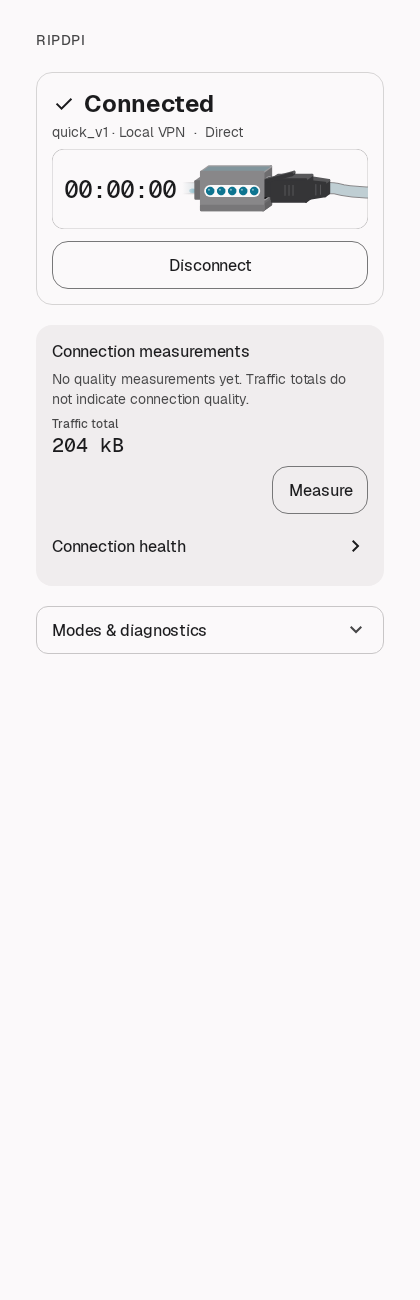 RIPDPI
Connected
quick_v1 · Local VPN · Direct
00:00:00
Disconnect
Connection measurements
No quality measurements yet. Traffic totals do
not indicate connection quality.
Traffic total
204 kB
Measure
Connection health
Modes & diagnostics